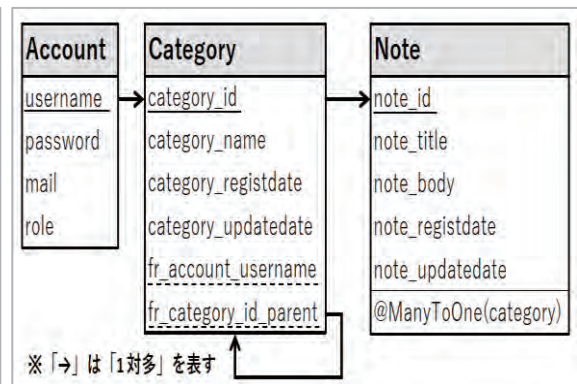 Account
username
password
mail
role
Category
category_id
category_name
category_registdate
category_updatedate
fr_account_username
fr_category_id_parent
Note
note_id
note_title
note_body
note_registdate
note_updatedate
@ManyToOne(category)
※「→」は「1対多」を表す